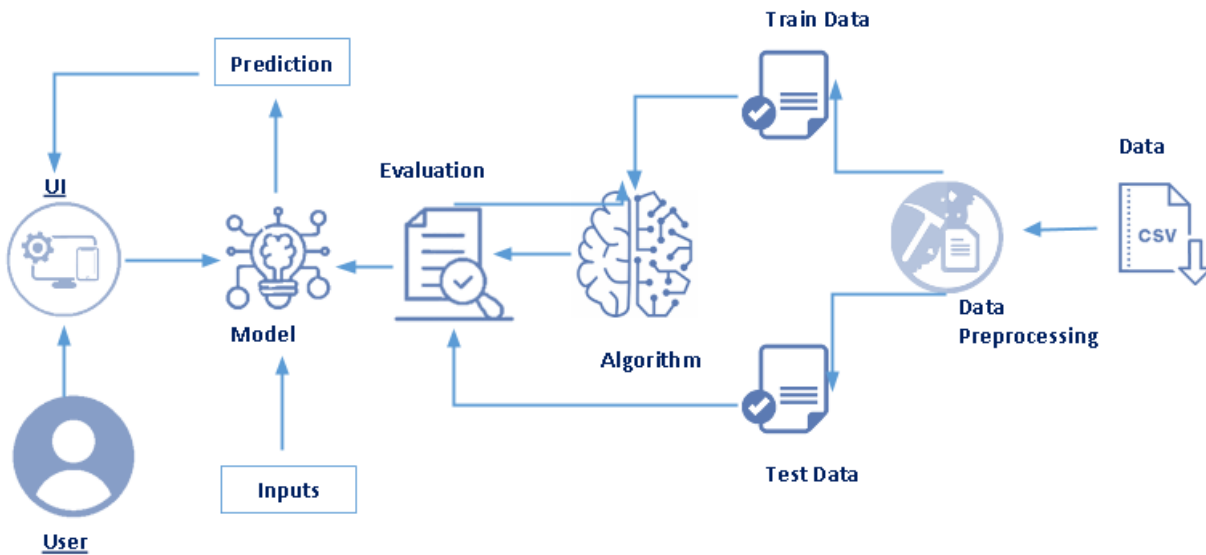 Train Data
Prediction
Data
Evaluation
UI
CSV
Data
Preprocessing
Model
Algorithm
Test Data
Inputs
User